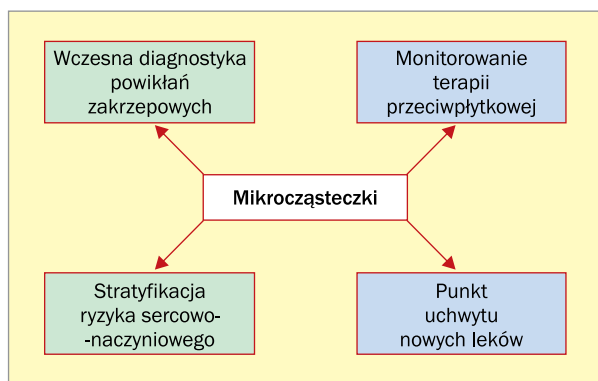 Wczesna diagnostyka
powikłań
zakrzepowych
Monitorowanie
terapii
przeciwpłytkowej
Mikrocząsteczki
Stratyfikacja
ryzyka sercowo-
-naczyniowego
Punkt
uchwytu
nowych leków